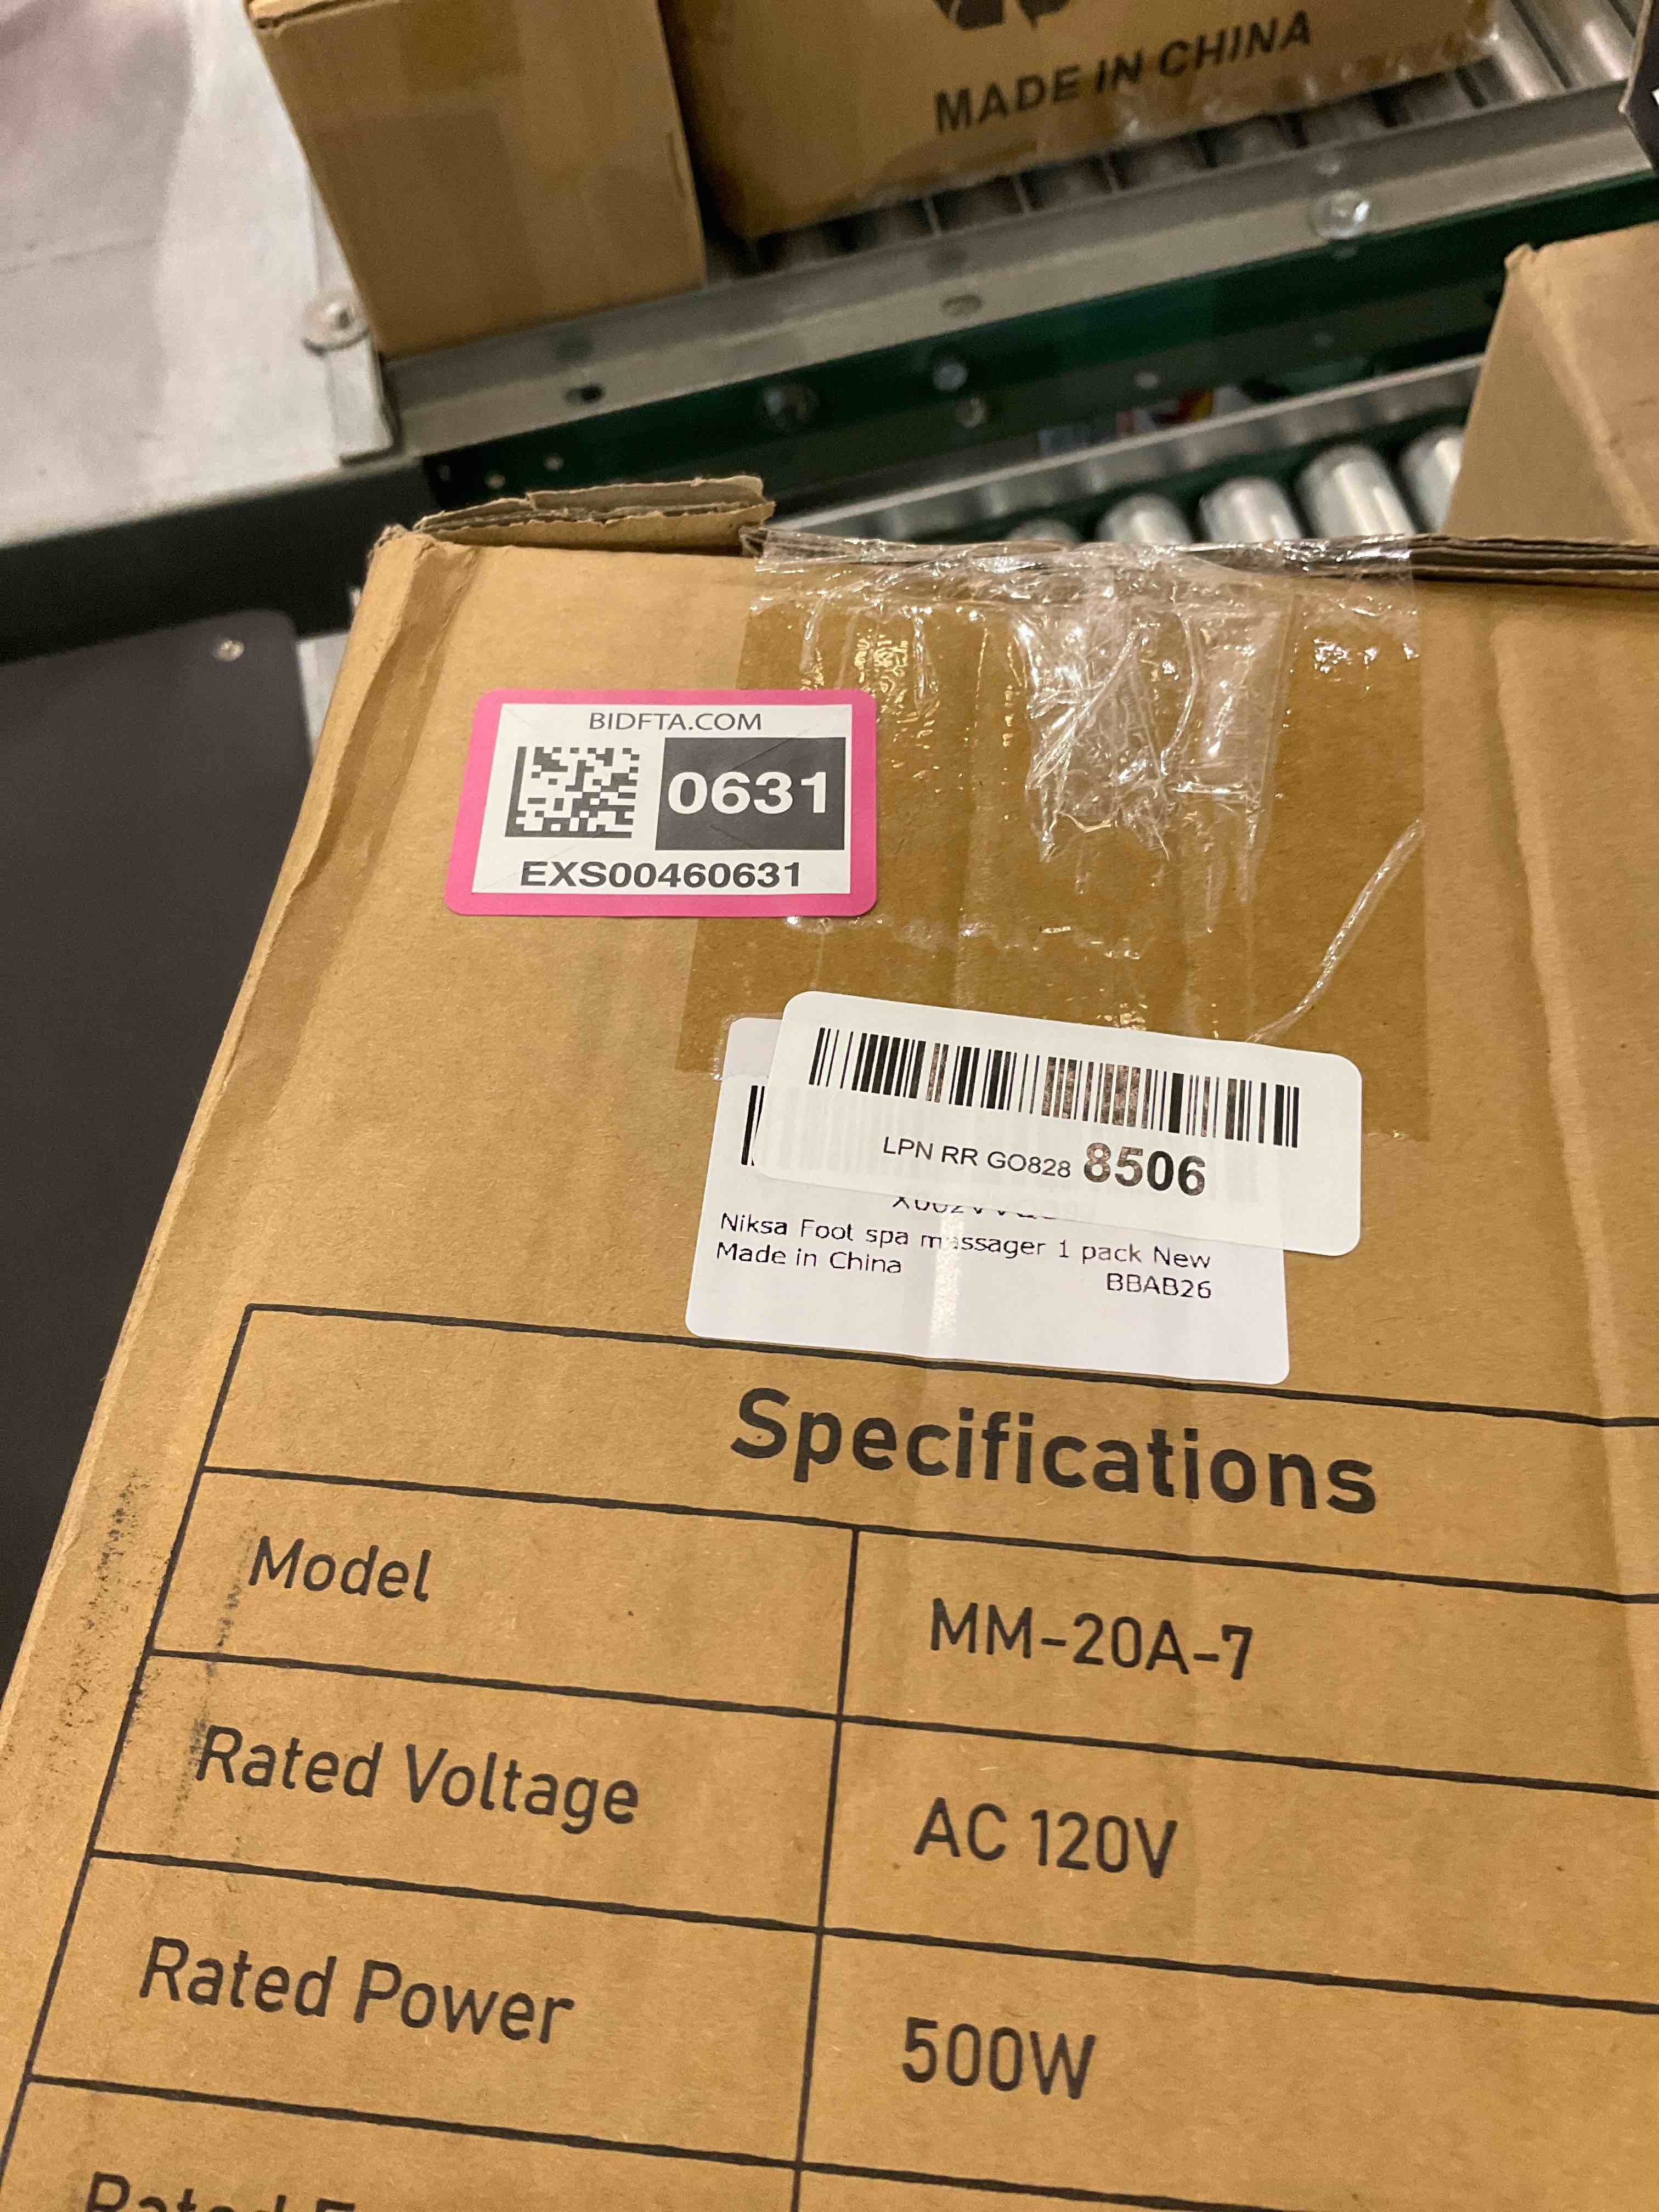 MADE IN CHINA
BIDFTA.COM
0631
EXS00460631
LPN RR GO828 8506
Niksa Foot spa massager 1 pack New
Made in China
BBAB26
Specifications
Model
MM-20A-7
Rated Voltage
AC 120V
Rated Power
500W
Rated